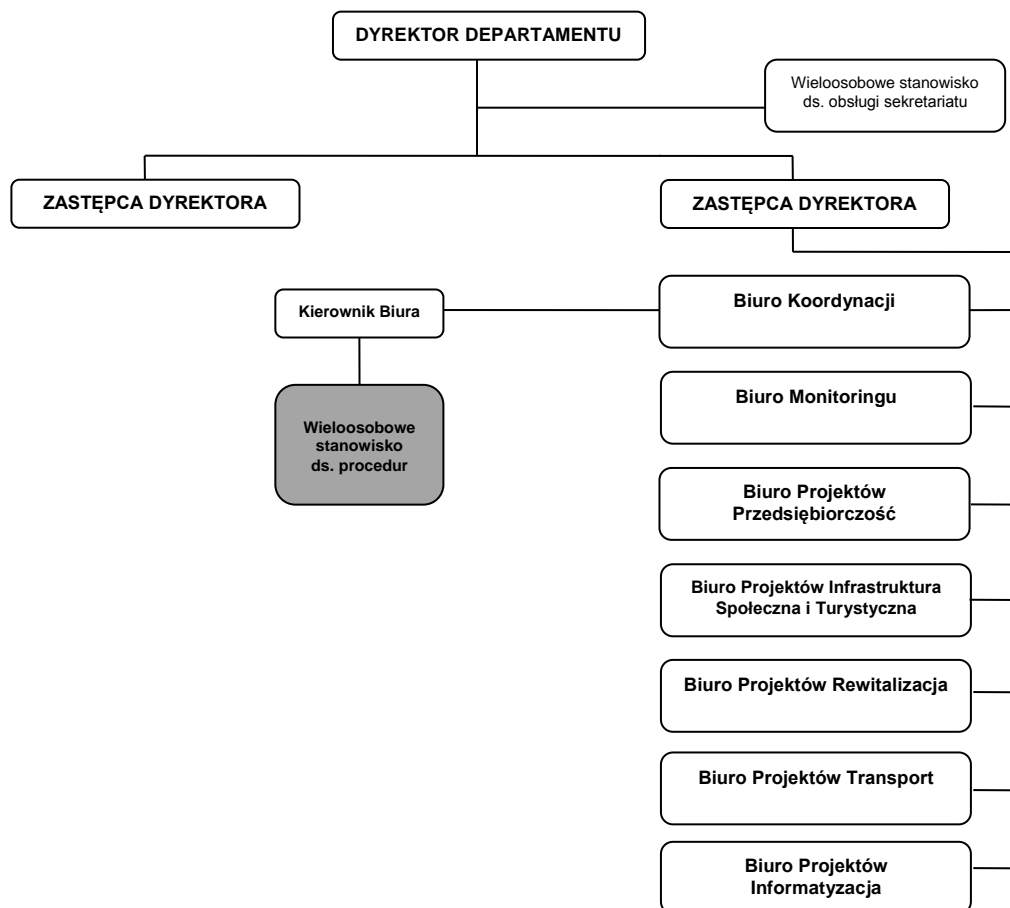 DYREKTOR DEPARTAMENTU
Wieloosobowe stanowisko
ds. obsługi sekretariatu
ZASTĘPCA DYREKTORA
ZASTĘPCA DYREKTORA
Kierownik Biura
Biuro Koordynacji
Wieloosobowe
stanowisko
ds. procedur
Biuro Monitoringu
Biuro Projektów
Przedsiębiorczość
Biuro Projektów Infrastruktura
Społeczna i Turystyczna
Biuro Projektów Rewitalizacja
Biuro Projektów Transport
Biuro Projektów
Informatyzacja